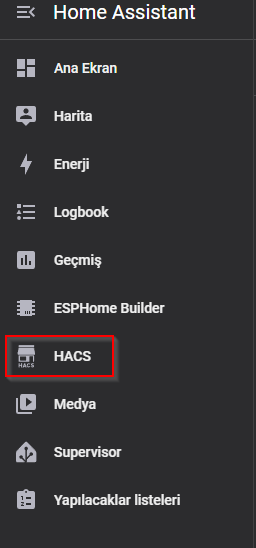 Home Assistant
Ana Ekran
Harita
Enerji
Logbook
Geçmiş
ESPHome Builder
HACS
HACS
Medya
Supervisor
Yapılacaklar listeleri